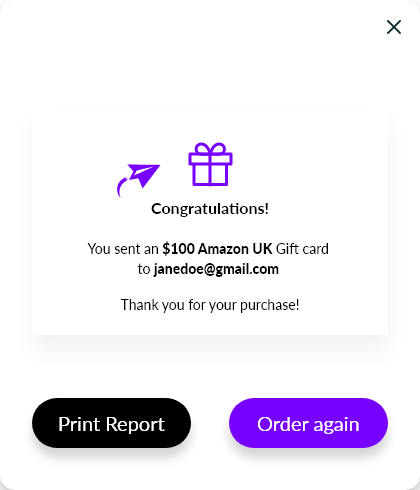 Congratulations!
You sent an $100 Amazon UK Gift card
to janedoe@gmail.com
Thank you for your purchase!
Print Report
Order again